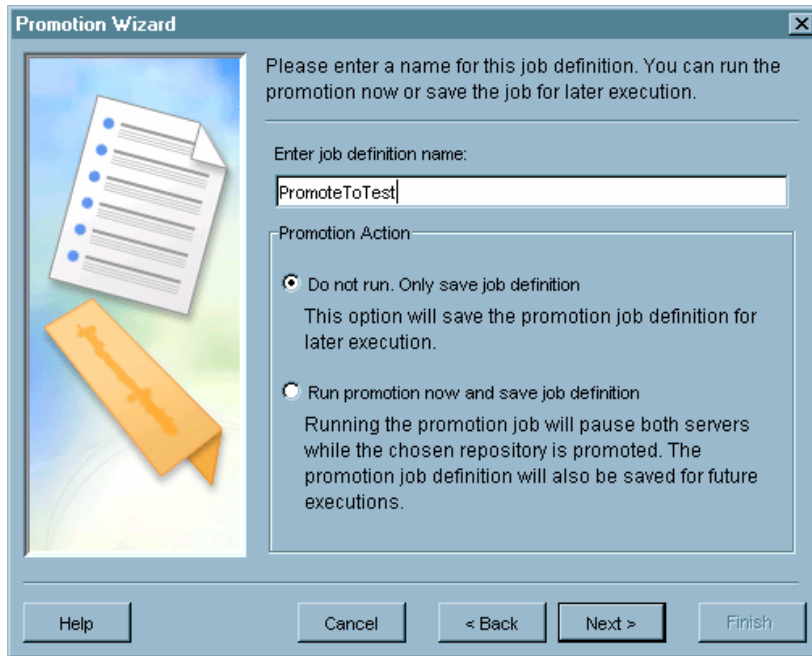 Promotion Wizard
Please enter a name for this job definition. You can run the
promotion now or save the job for later execution.
Enter job definition name:
PromoteToTest
Promotion Action
Do not run. Only save job definition
This option will save the promotion job definition for
later execution.
Run promotion now and save job definition
Running the promotion job will pause both servers
while the chosen repository is promoted. The
promotion job definition will also be saved for future
executions.
Help
Cancel
< Back
Next >
Finish